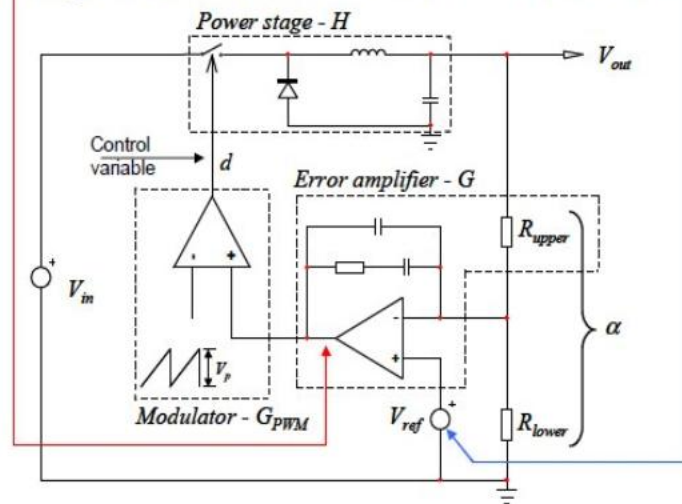 Power stage - H
V_out
Control
variable
d
Error amplifier - G
R_upper
V_in
+
-
+
-
+
α
V_p
Modulator - G_PWM
V_ref
+
R_lower